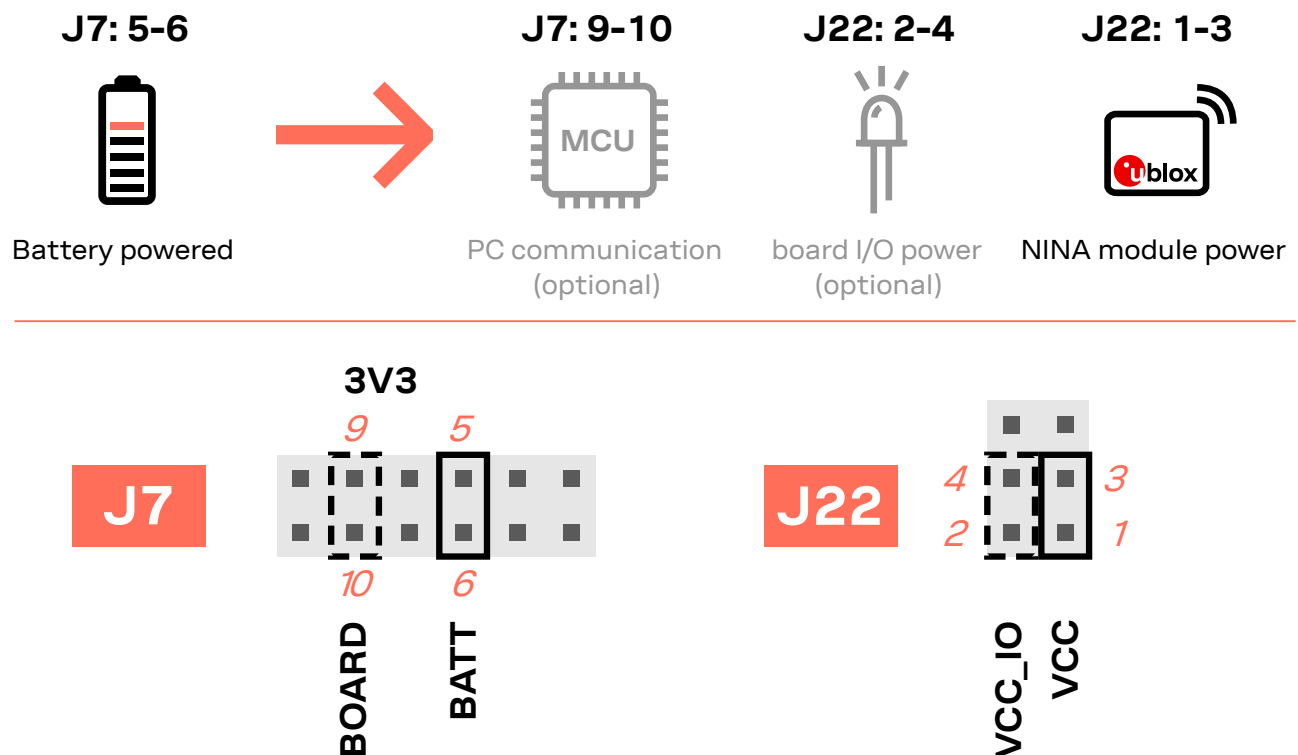 J7: 5-6
J7: 9-10
J22: 2-4
J22: 1-3
MCU
ublox
Battery powered
PC communication
(optional)
board I/O power
(optional)
NINA module power
3V3
9
5
J7
10
6
BOARD
BATT
J22
4
3
2
1
VCC_IO
VCC